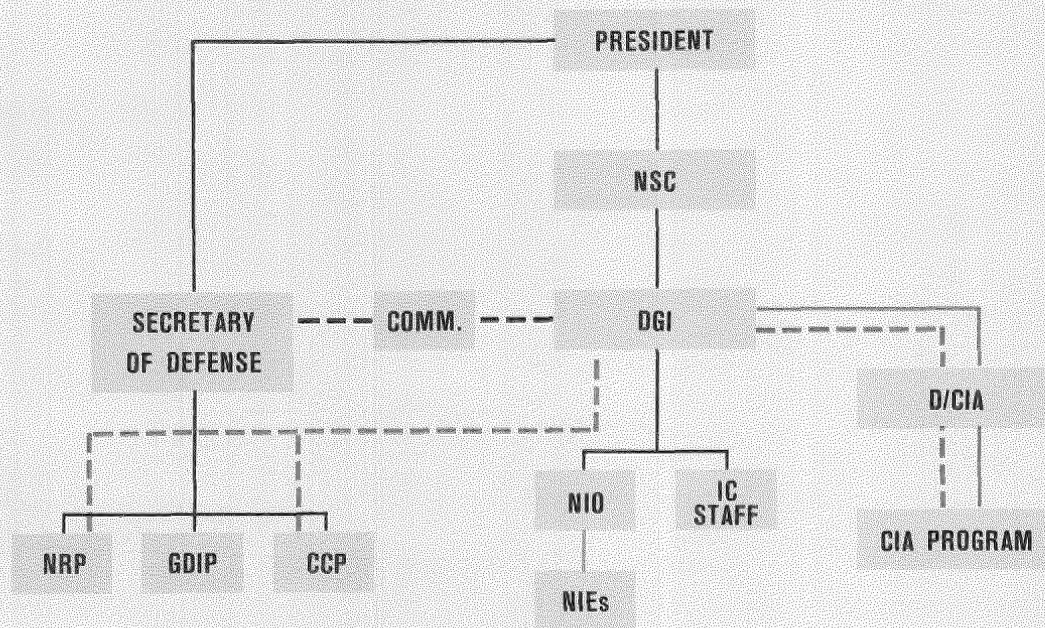 PRESIDENT
NSC
SECRETARY
OF DEFENSE
COMM.
DGI
D/CIA
NIO
IC
STAFF
CIA PROGRAM
NRP
GDIP
CCP
NIEs